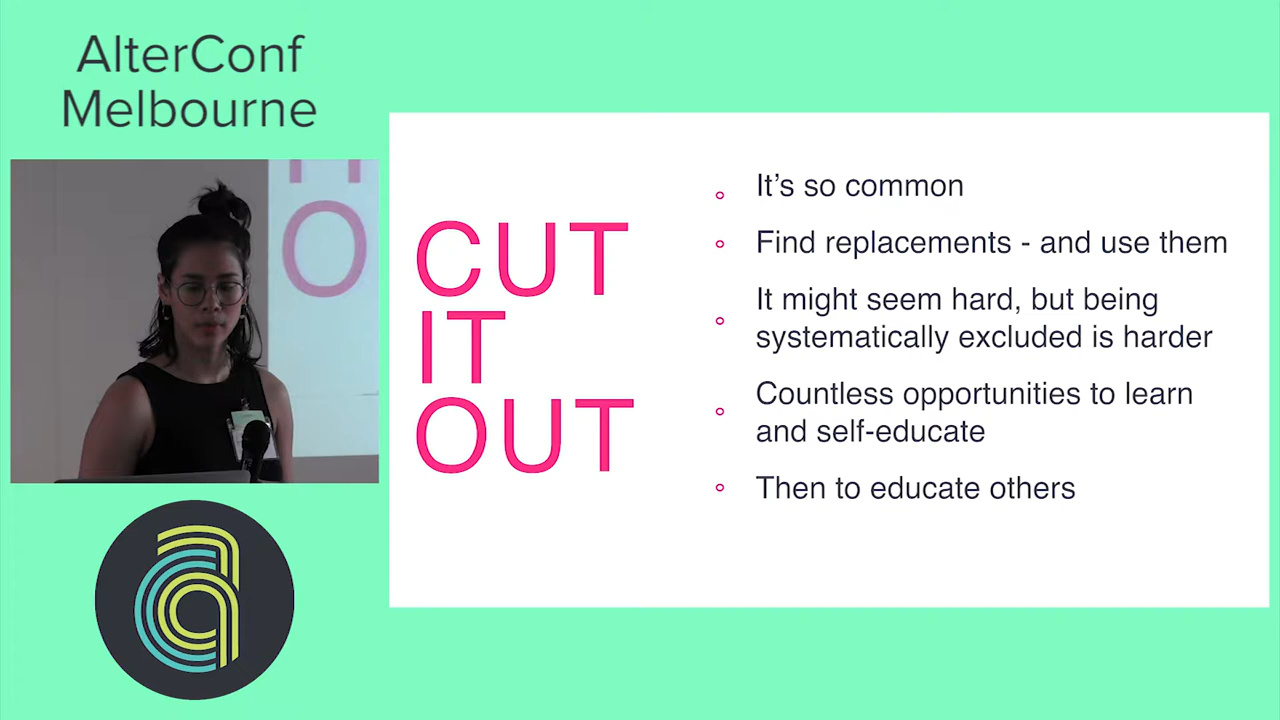 AlterConf
Melbourne
CUT
IT
OUT
It's so common
Find replacements - and use them
It might seem hard, but being
systematically excluded is harder
Countless opportunities to learn
and self-educate
Then to educate others